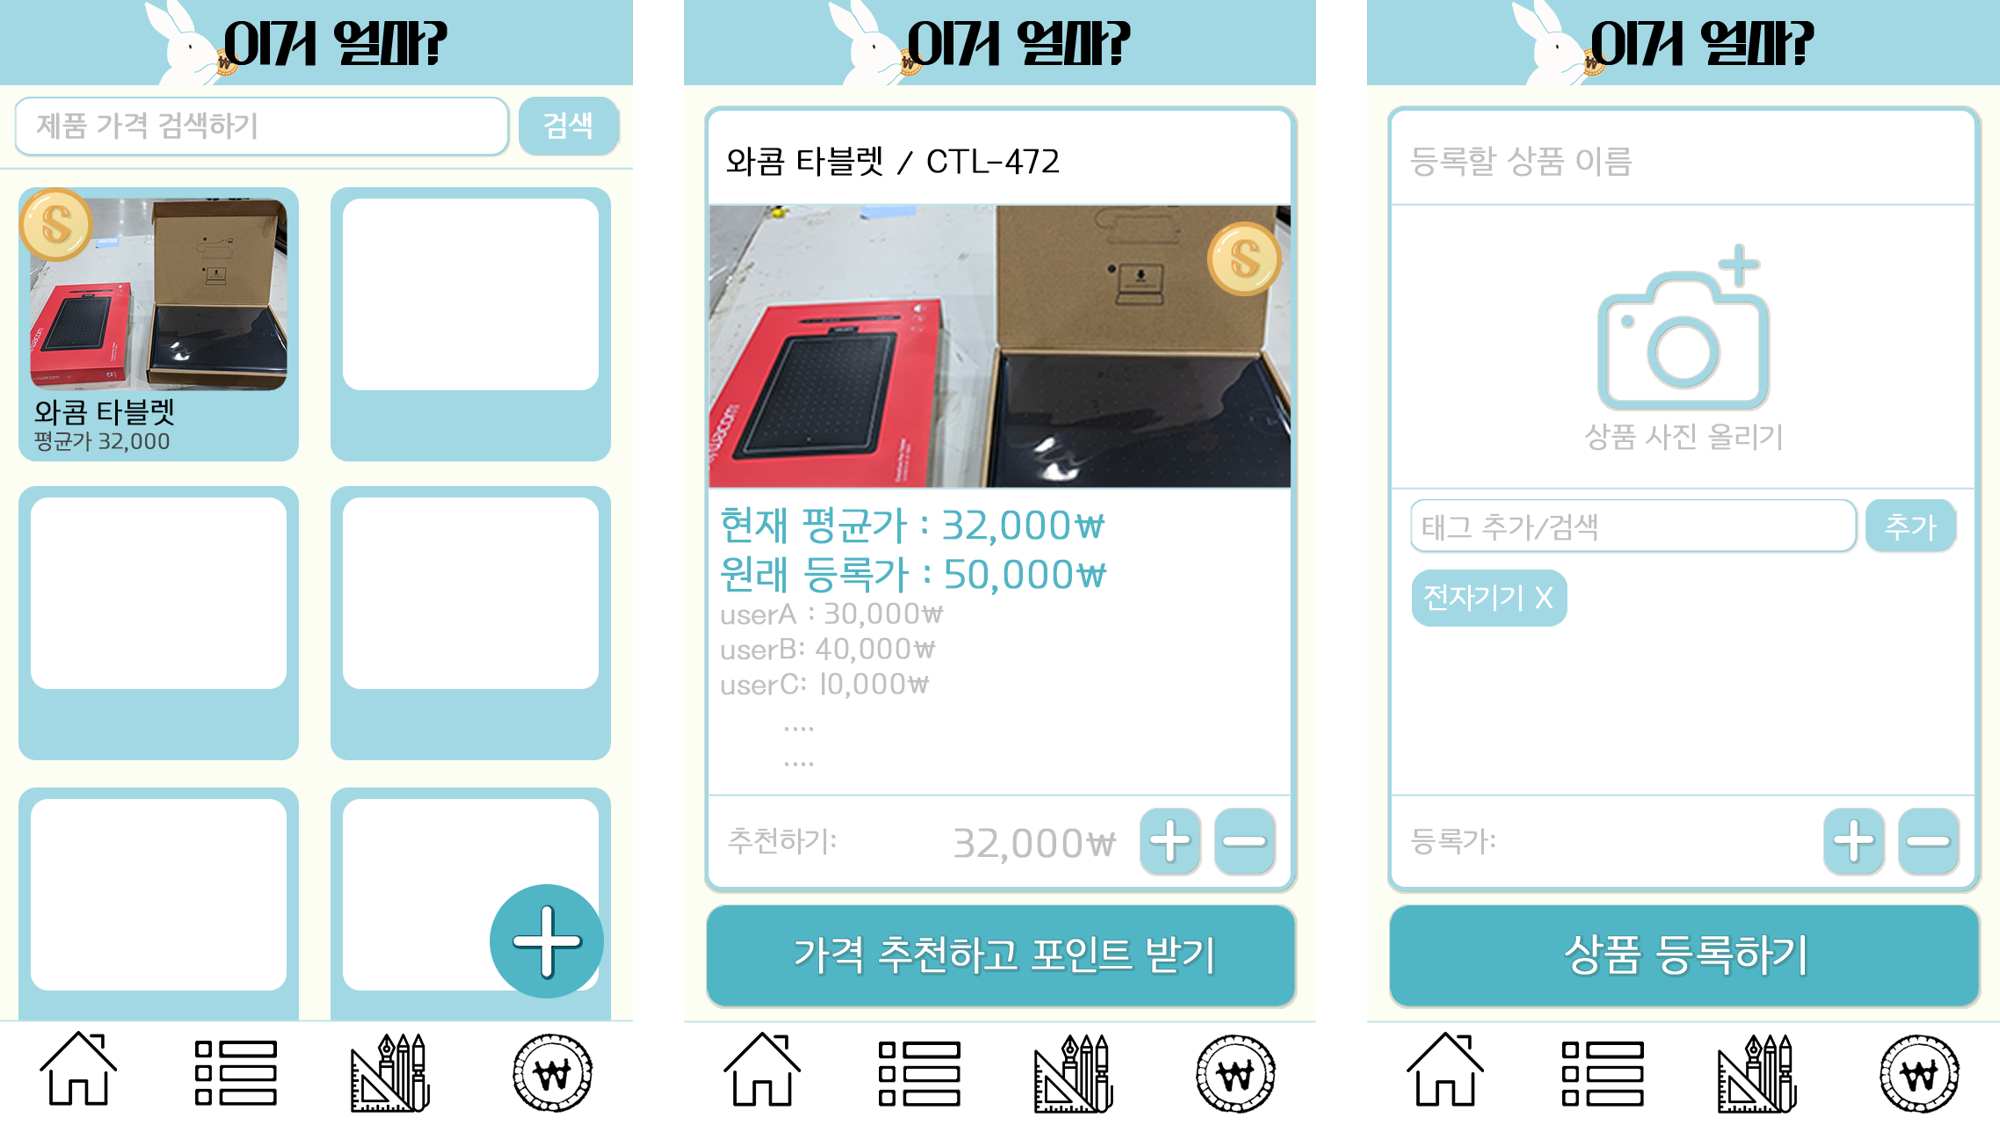 이거 얼마?
제품 가격 검색하기
검색
S
와콤 타블렛
평균가 32,000
이거 얼마?
와콤 타블렛 / CTL-472
S
wacom
현재 평균가 : 32,000₩
원래 등록가 : 50,000₩
userA : 30,000₩
userB: 40,000₩
userC: 10,000₩
....
....
추천하기:
32,000₩
가격 추천하고 포인트 받기
이거 얼마?
등록할 상품 이름
상품 사진 올리기
태그 추가/검색
추가
전자기기 X
등록가:
상품 등록하기
₩
₩
₩